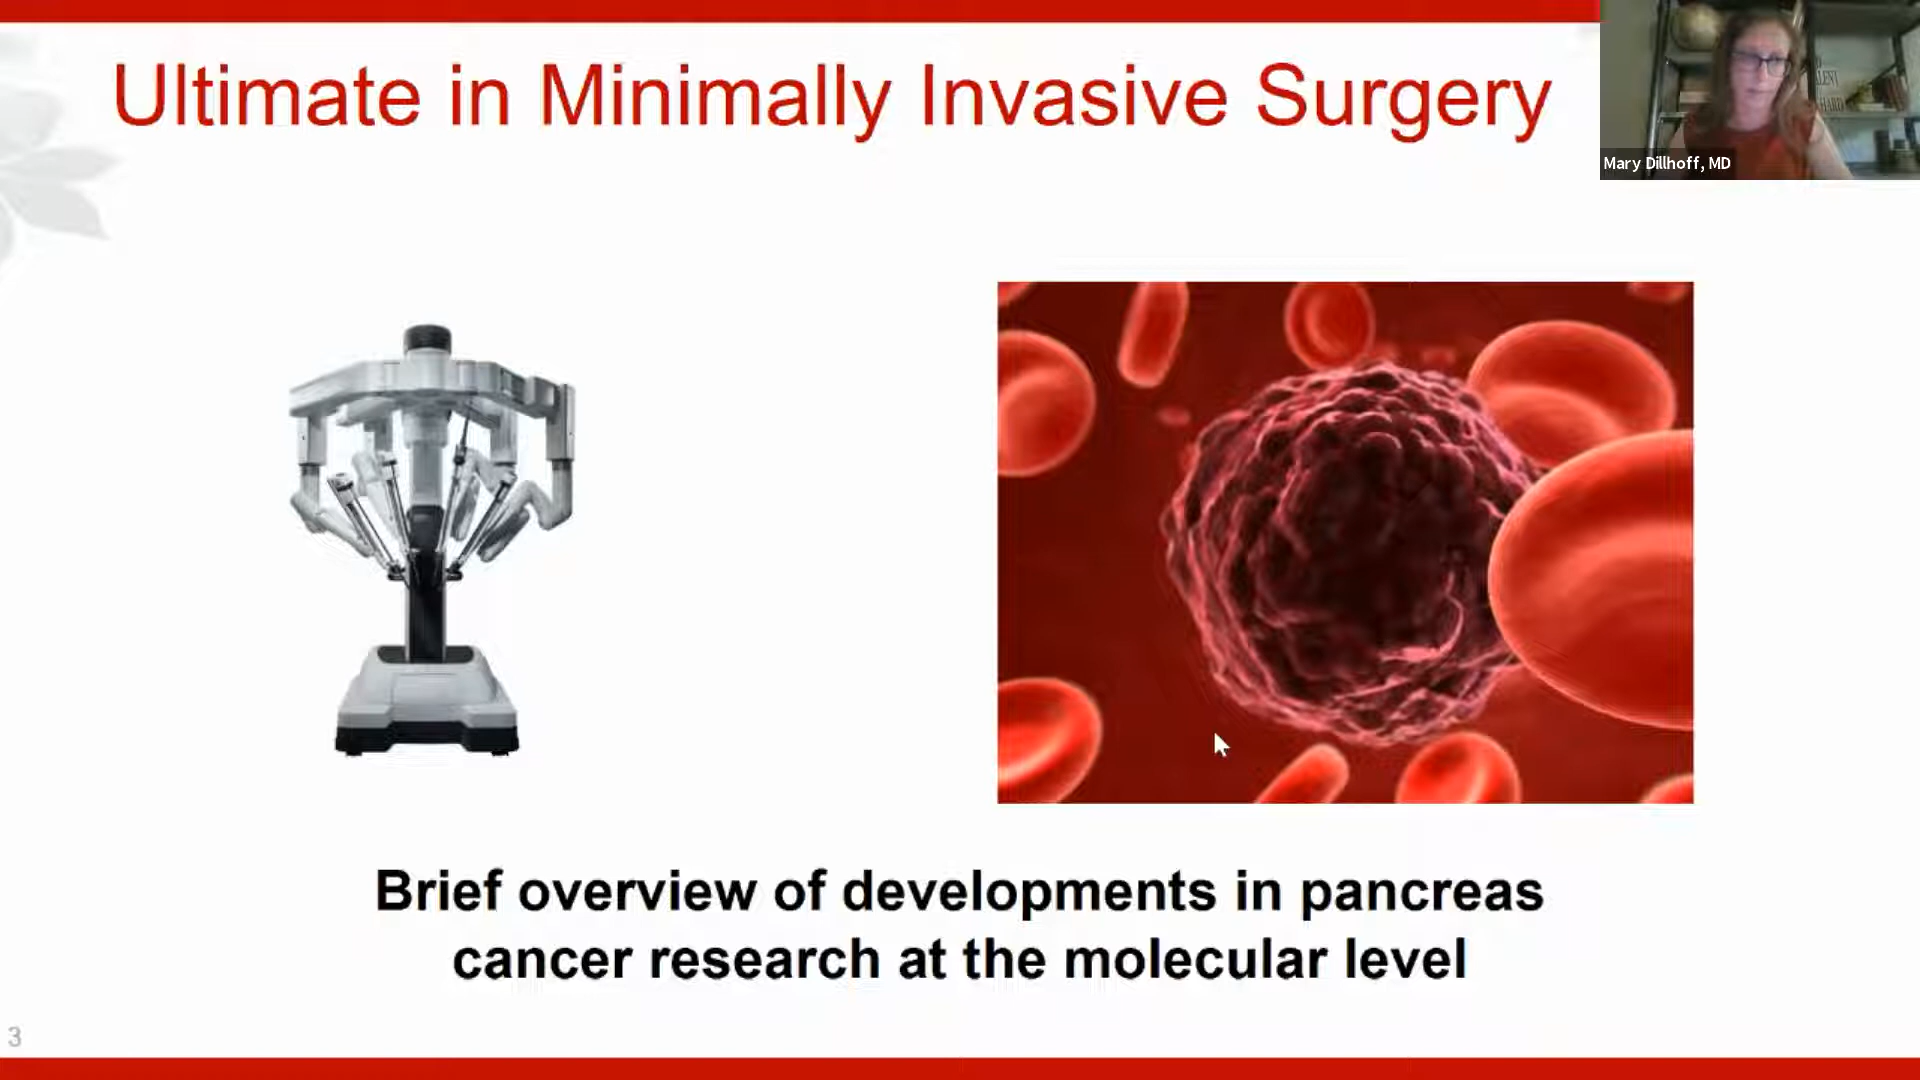 Ultimate in Minimally Invasive Surgery
Mary Dillhoff, MD
Brief overview of developments in pancreas
cancer research at the molecular level
3